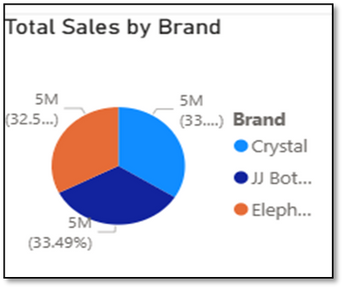 Total Sales by Brand
5M
(32.5...)
5M
(33....)
Brand
Crystal
JJ Bot...
Eleph...
5M
(33.49%)